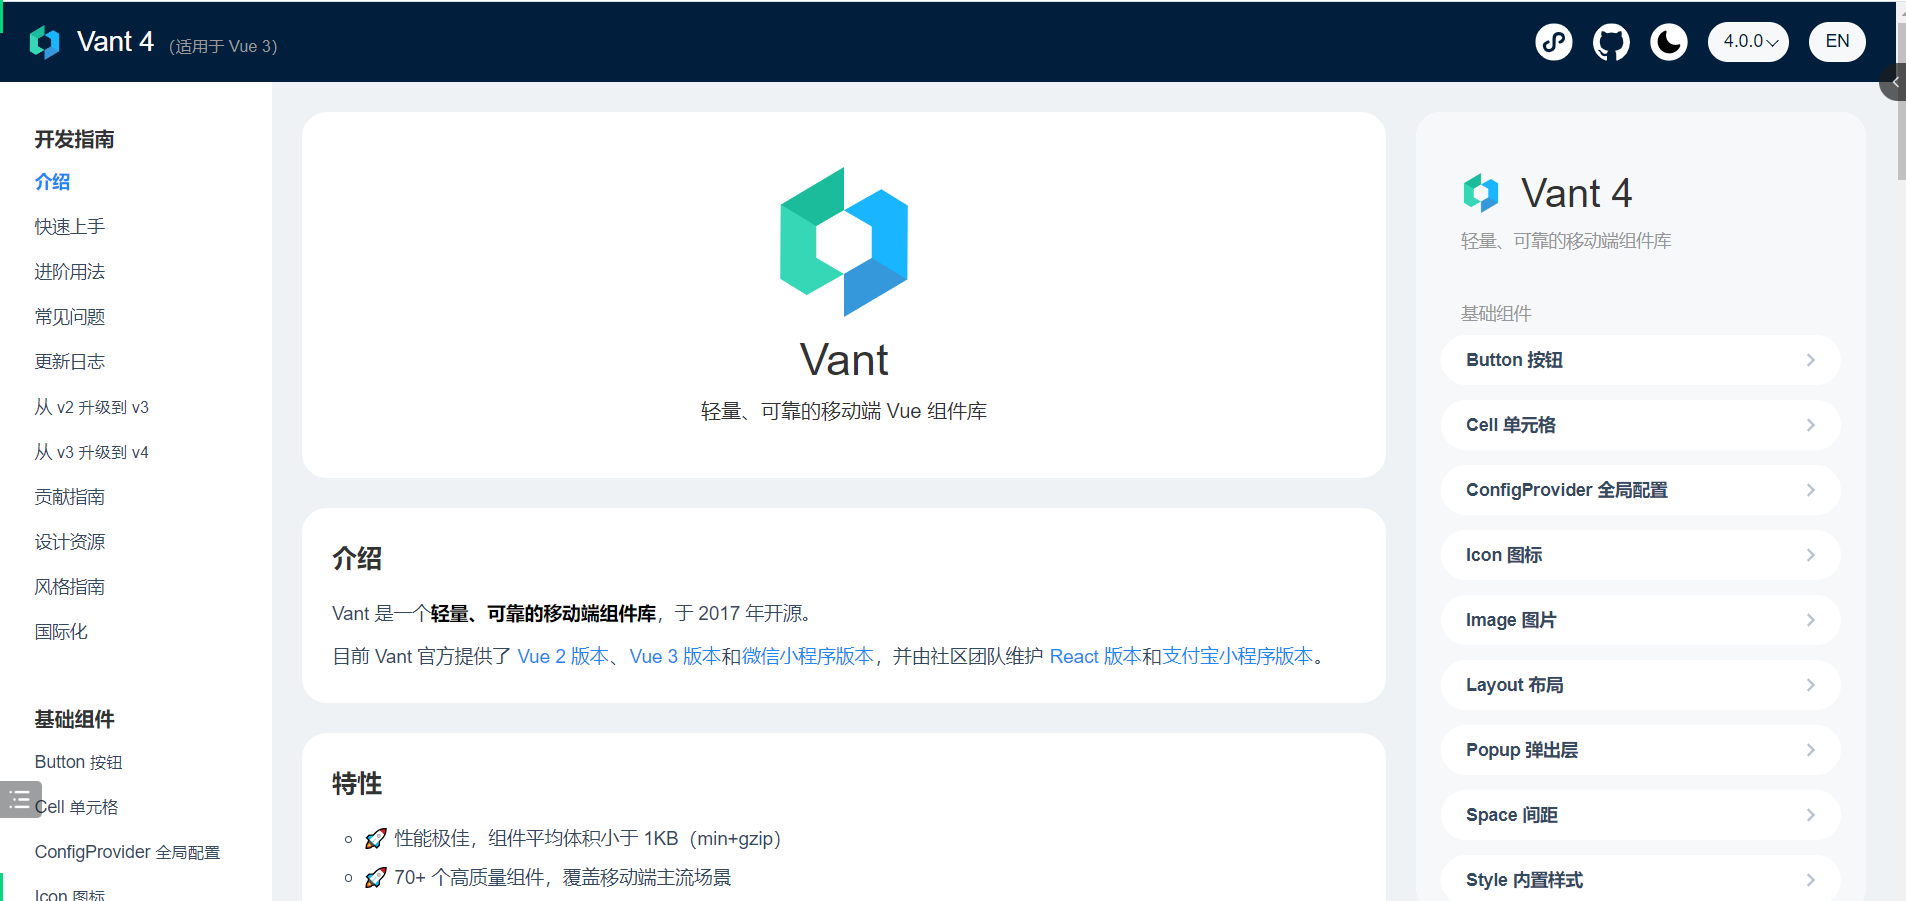 Vant 4 (适用于 Vue 3)
4.0.0
EN
开发指南
介绍
快速上手
进阶用法
常见问题
更新日志
从 v2 升级到 v3
从 v3 升级到 v4
贡献指南
设计资源
风格指南
国际化
基础组件
Button 按钮
Cell 单元格
ConfigProvider 全局配置
Icon 图标
Vant
轻量、可靠的移动端 Vue 组件库
介绍
Vant 是一个轻量、可靠的移动端组件库，于 2017 年开源。
目前 Vant 官方提供了 Vue 2 版本、Vue 3 版本和微信小程序版本，并由社区团队维护 React 版本和支付宝小程序版本。
特性
🚀 性能极佳，组件平均体积小于 1KB（min+gzip）
🚀 70+ 个高质量组件，覆盖移动端主流场景
Vant 4
轻量、可靠的移动端组件库
基础组件
Button 按钮
Cell 单元格
ConfigProvider 全局配置
Icon 图标
Image 图片
Layout 布局
Popup 弹出层
Space 间距
Style 内置样式